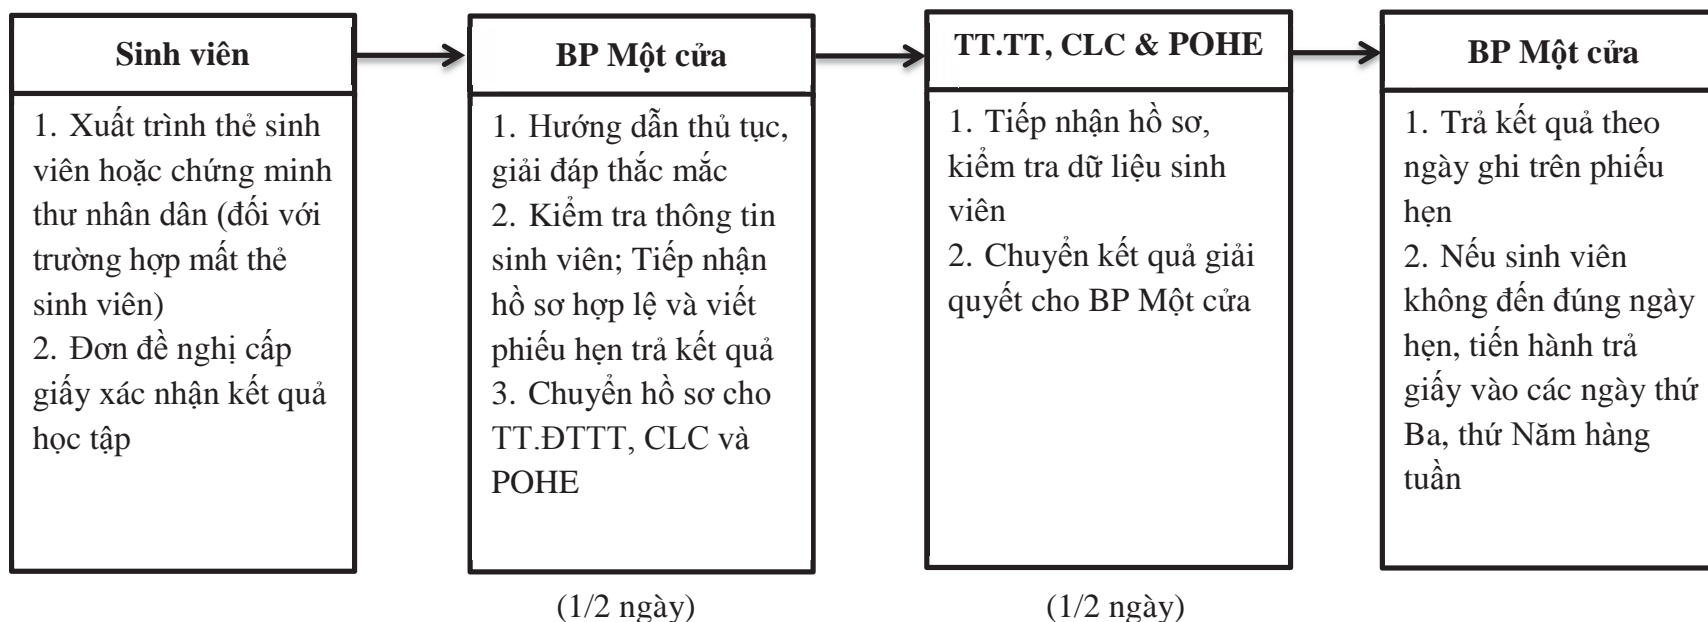 Sinh viên
1. Xuất trình thẻ sinh
viên hoặc chứng minh
thư nhân dân (đối với
trường hợp mất thẻ
sinh viên)
2. Đơn đề nghị cấp
giấy xác nhận kết quả
học tập
BP Một cửa
1. Hướng dẫn thủ tục,
giải đáp thắc mắc
2. Kiểm tra thông tin
sinh viên; Tiếp nhận
hồ sơ hợp lệ và viết
phiếu hẹn trả kết quả
3. Chuyển hồ sơ cho
TT.ĐTTT, CLC và
POHE
(1/2 ngày)
TT.TT, CLC & POHE
1. Tiếp nhận hồ sơ,
kiểm tra dữ liệu sinh
viên
2. Chuyển kết quả giải
quyết cho BP Một cửa
(1/2 ngày)
BP Một cửa
1. Trả kết quả theo
ngày ghi trên phiếu
hẹn
2. Nếu sinh viên
không đến đúng ngày
hẹn, tiến hành trả
giấy vào các ngày thứ
Ba, thứ Năm hàng
tuần